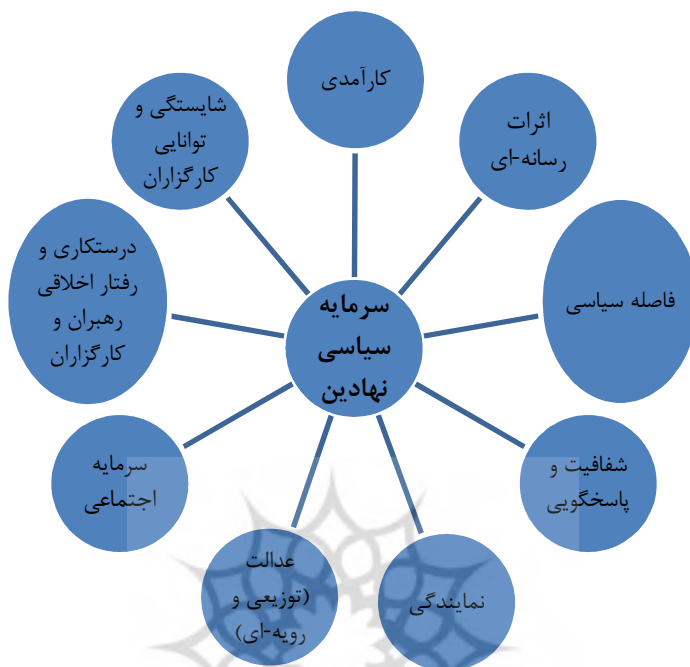 کارآمدی
اثرات
رسانه-ای
فاصله سیاسی
شفافیت و
پاسخگویی
نمایندگی
عدالت
(توزیعی و
رویه-ای)
سرمایه
اجتماعی
درستکاری و
رفتار اخلاقی
رهبران و
کارگزاران
شایستگی و
توانایی
کارگزاران
سرمایه
سیاسی
نهادین